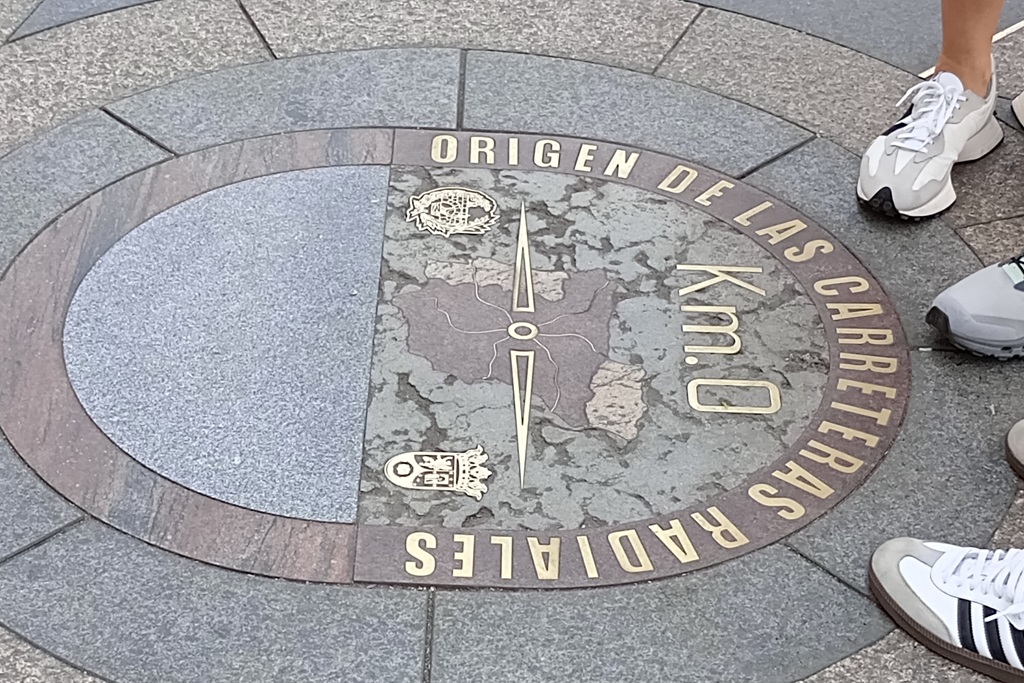 ORIGEN DE LAS CARRETERAS RADIALES
Km.0